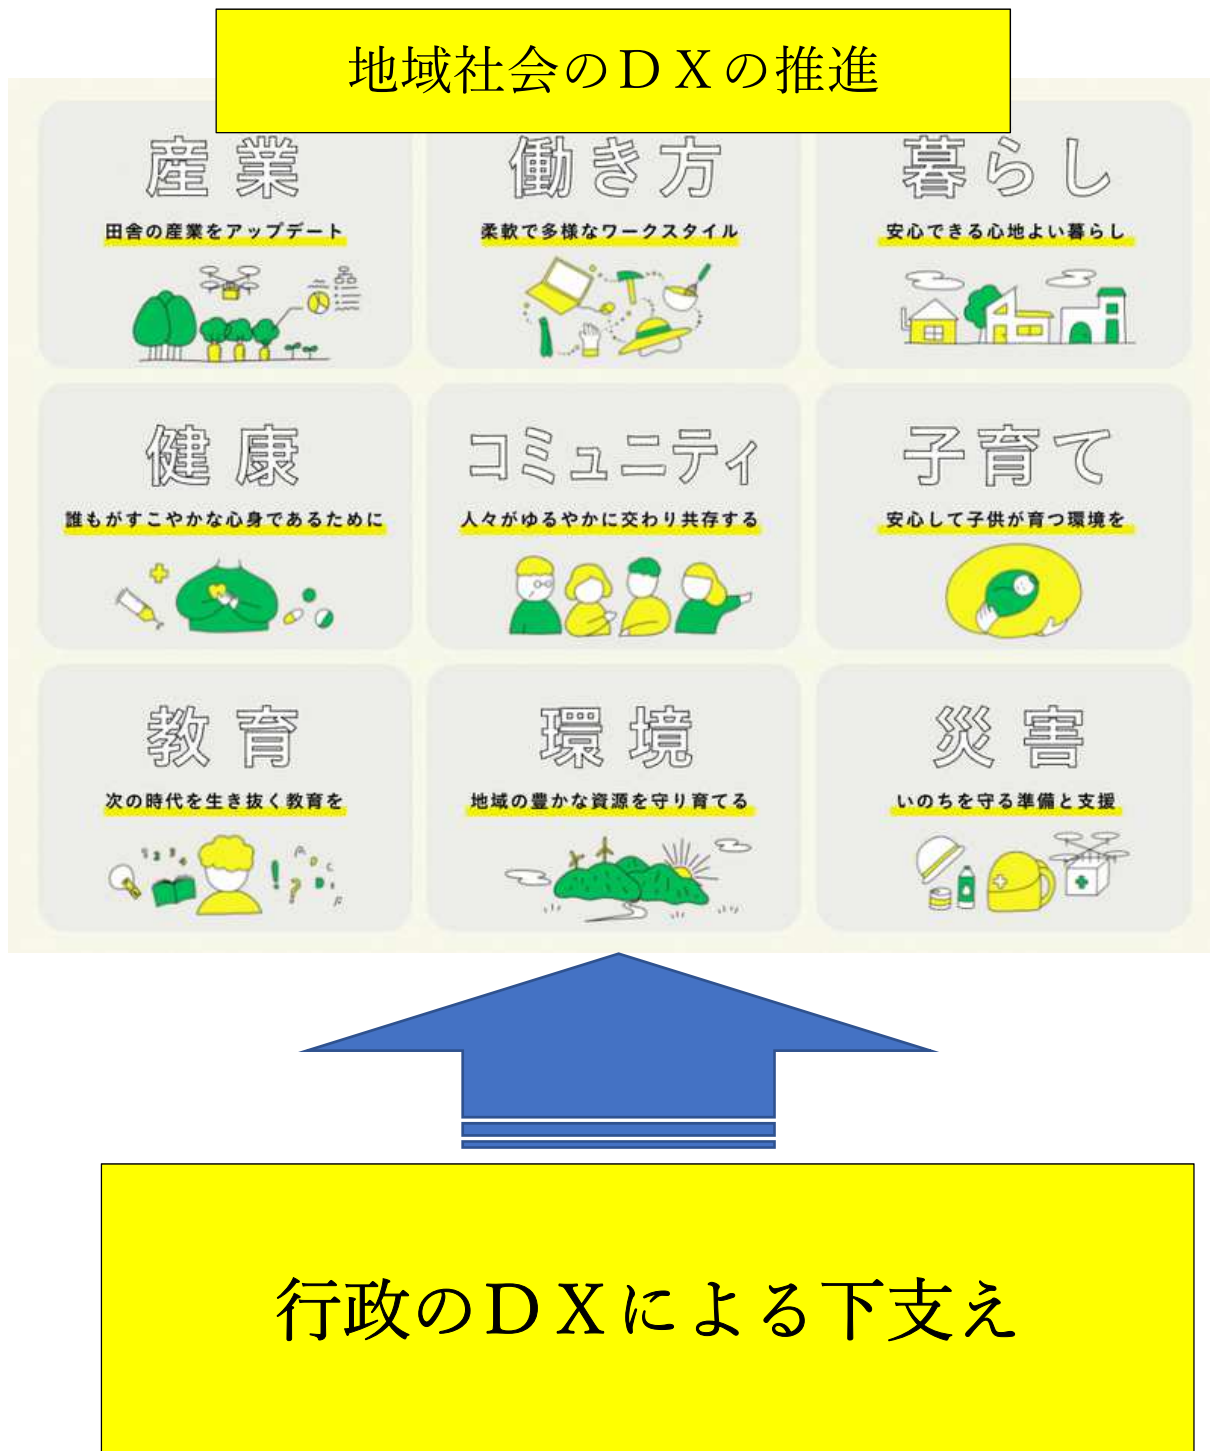 地域社会のＤＸの推進
産業
田舎の産業をアップデート
働き方
柔軟で多様なワークスタイル
暮らし
安心できる心地よい暮らし
健康
誰もがすこやかな心身であるために
コミュニティ
人々がゆるやかに交わり共存する
子育て
安心して子供が育つ環境を
教育
次の時代を生き抜く教育を
環境
地域の豊かな資源を守り育てる
災害
いのちを守る準備と支援
行政のＤＸによる下支え